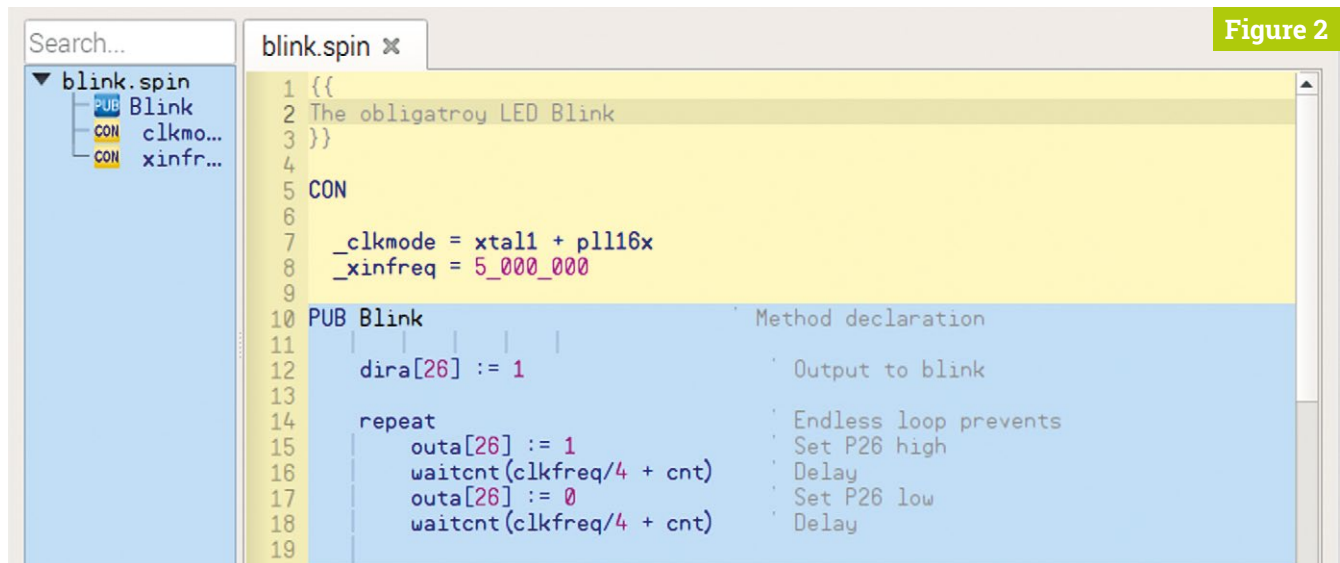 Figure 2
Search...
blink.spin
blink.spin
PUB Blink
CON clkmo...
CON xinfr...
1 {{
2 The obligatroy LED Blink
3 }}
4
5 CON
6
7 _clkmode = xtal1 + pll16x
8 _xinfreq = 5_000_000
9
10 PUB Blink ' Method declaration
11
12 dira[26] := 1 ' Output to blink
13
14 repeat ' Endless loop prevents
15 outa[26] := 1 ' Set P26 high
16 waitcnt(clkfreq/4 + cnt) ' Delay
17 outa[26] := 0 ' Set P26 low
18 waitcnt(clkfreq/4 + cnt) ' Delay
19